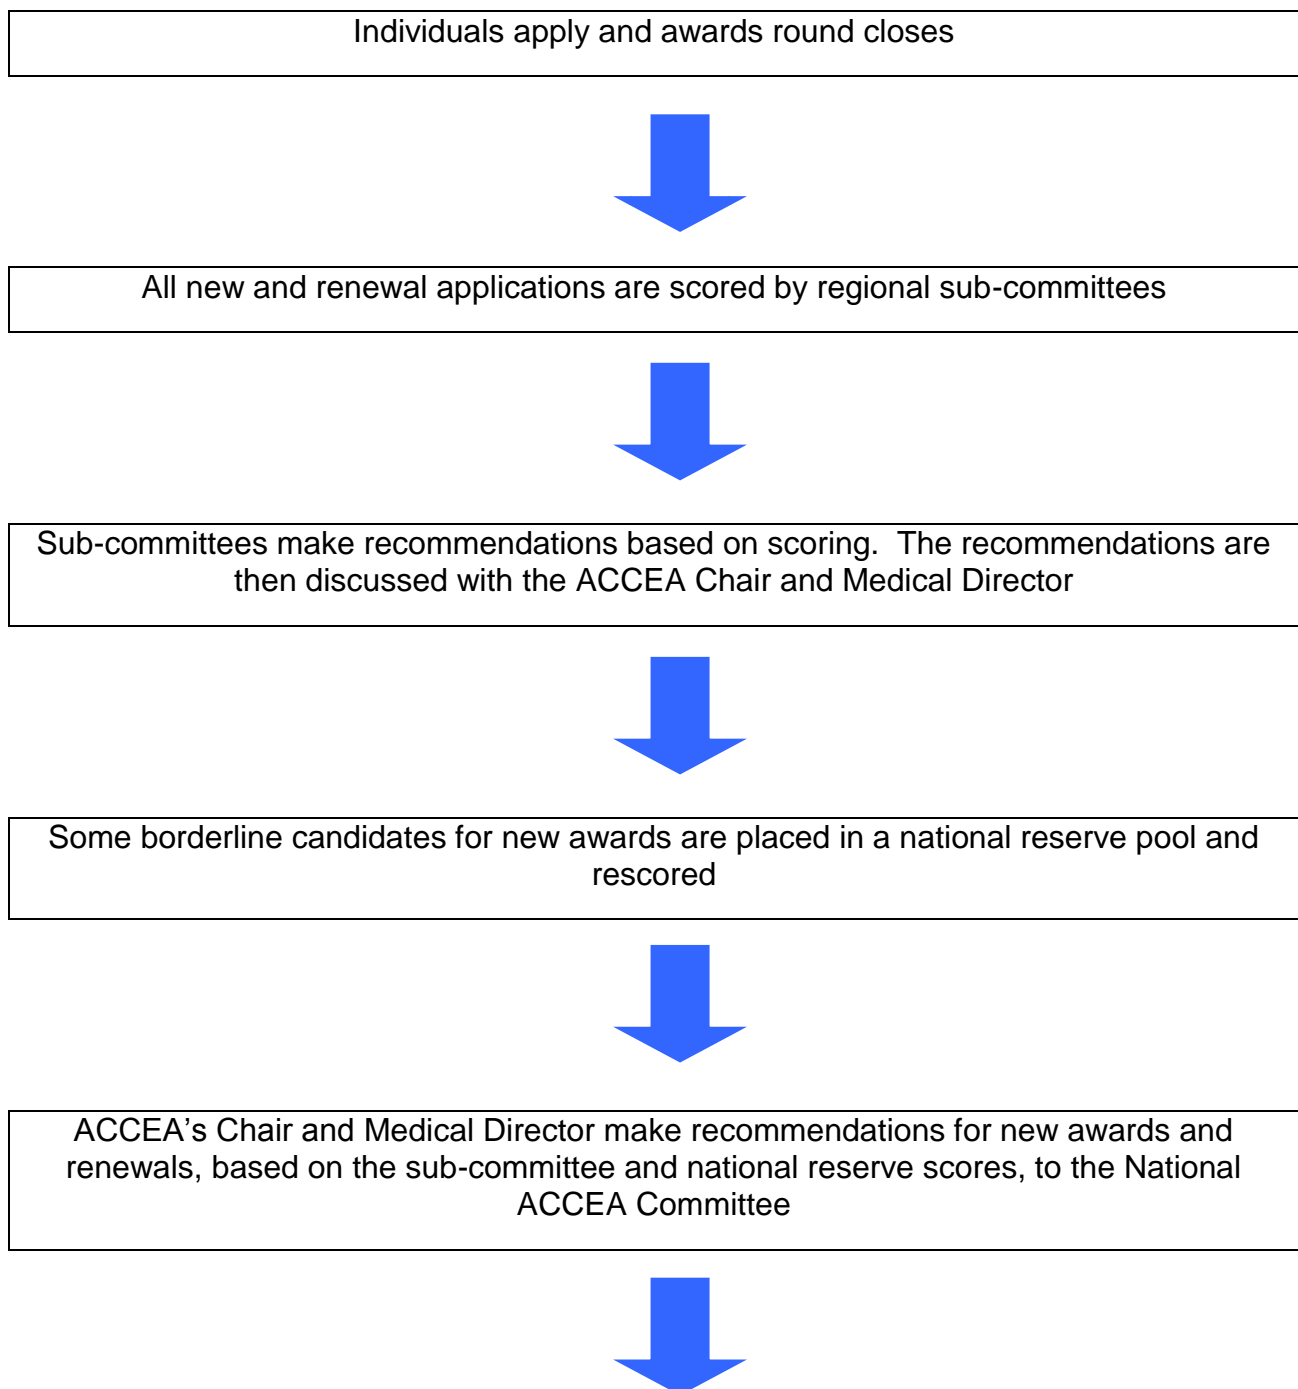 Individuals apply and awards round closes
All new and renewal applications are scored by regional sub-committees
Sub-committees make recommendations based on scoring.  The recommendations are
then discussed with the ACCEA Chair and Medical Director
Some borderline candidates for new awards are placed in a national reserve pool and
rescored
ACCEA’s Chair and Medical Director make recommendations for new awards and
renewals, based on the sub-committee and national reserve scores, to the National
ACCEA Committee